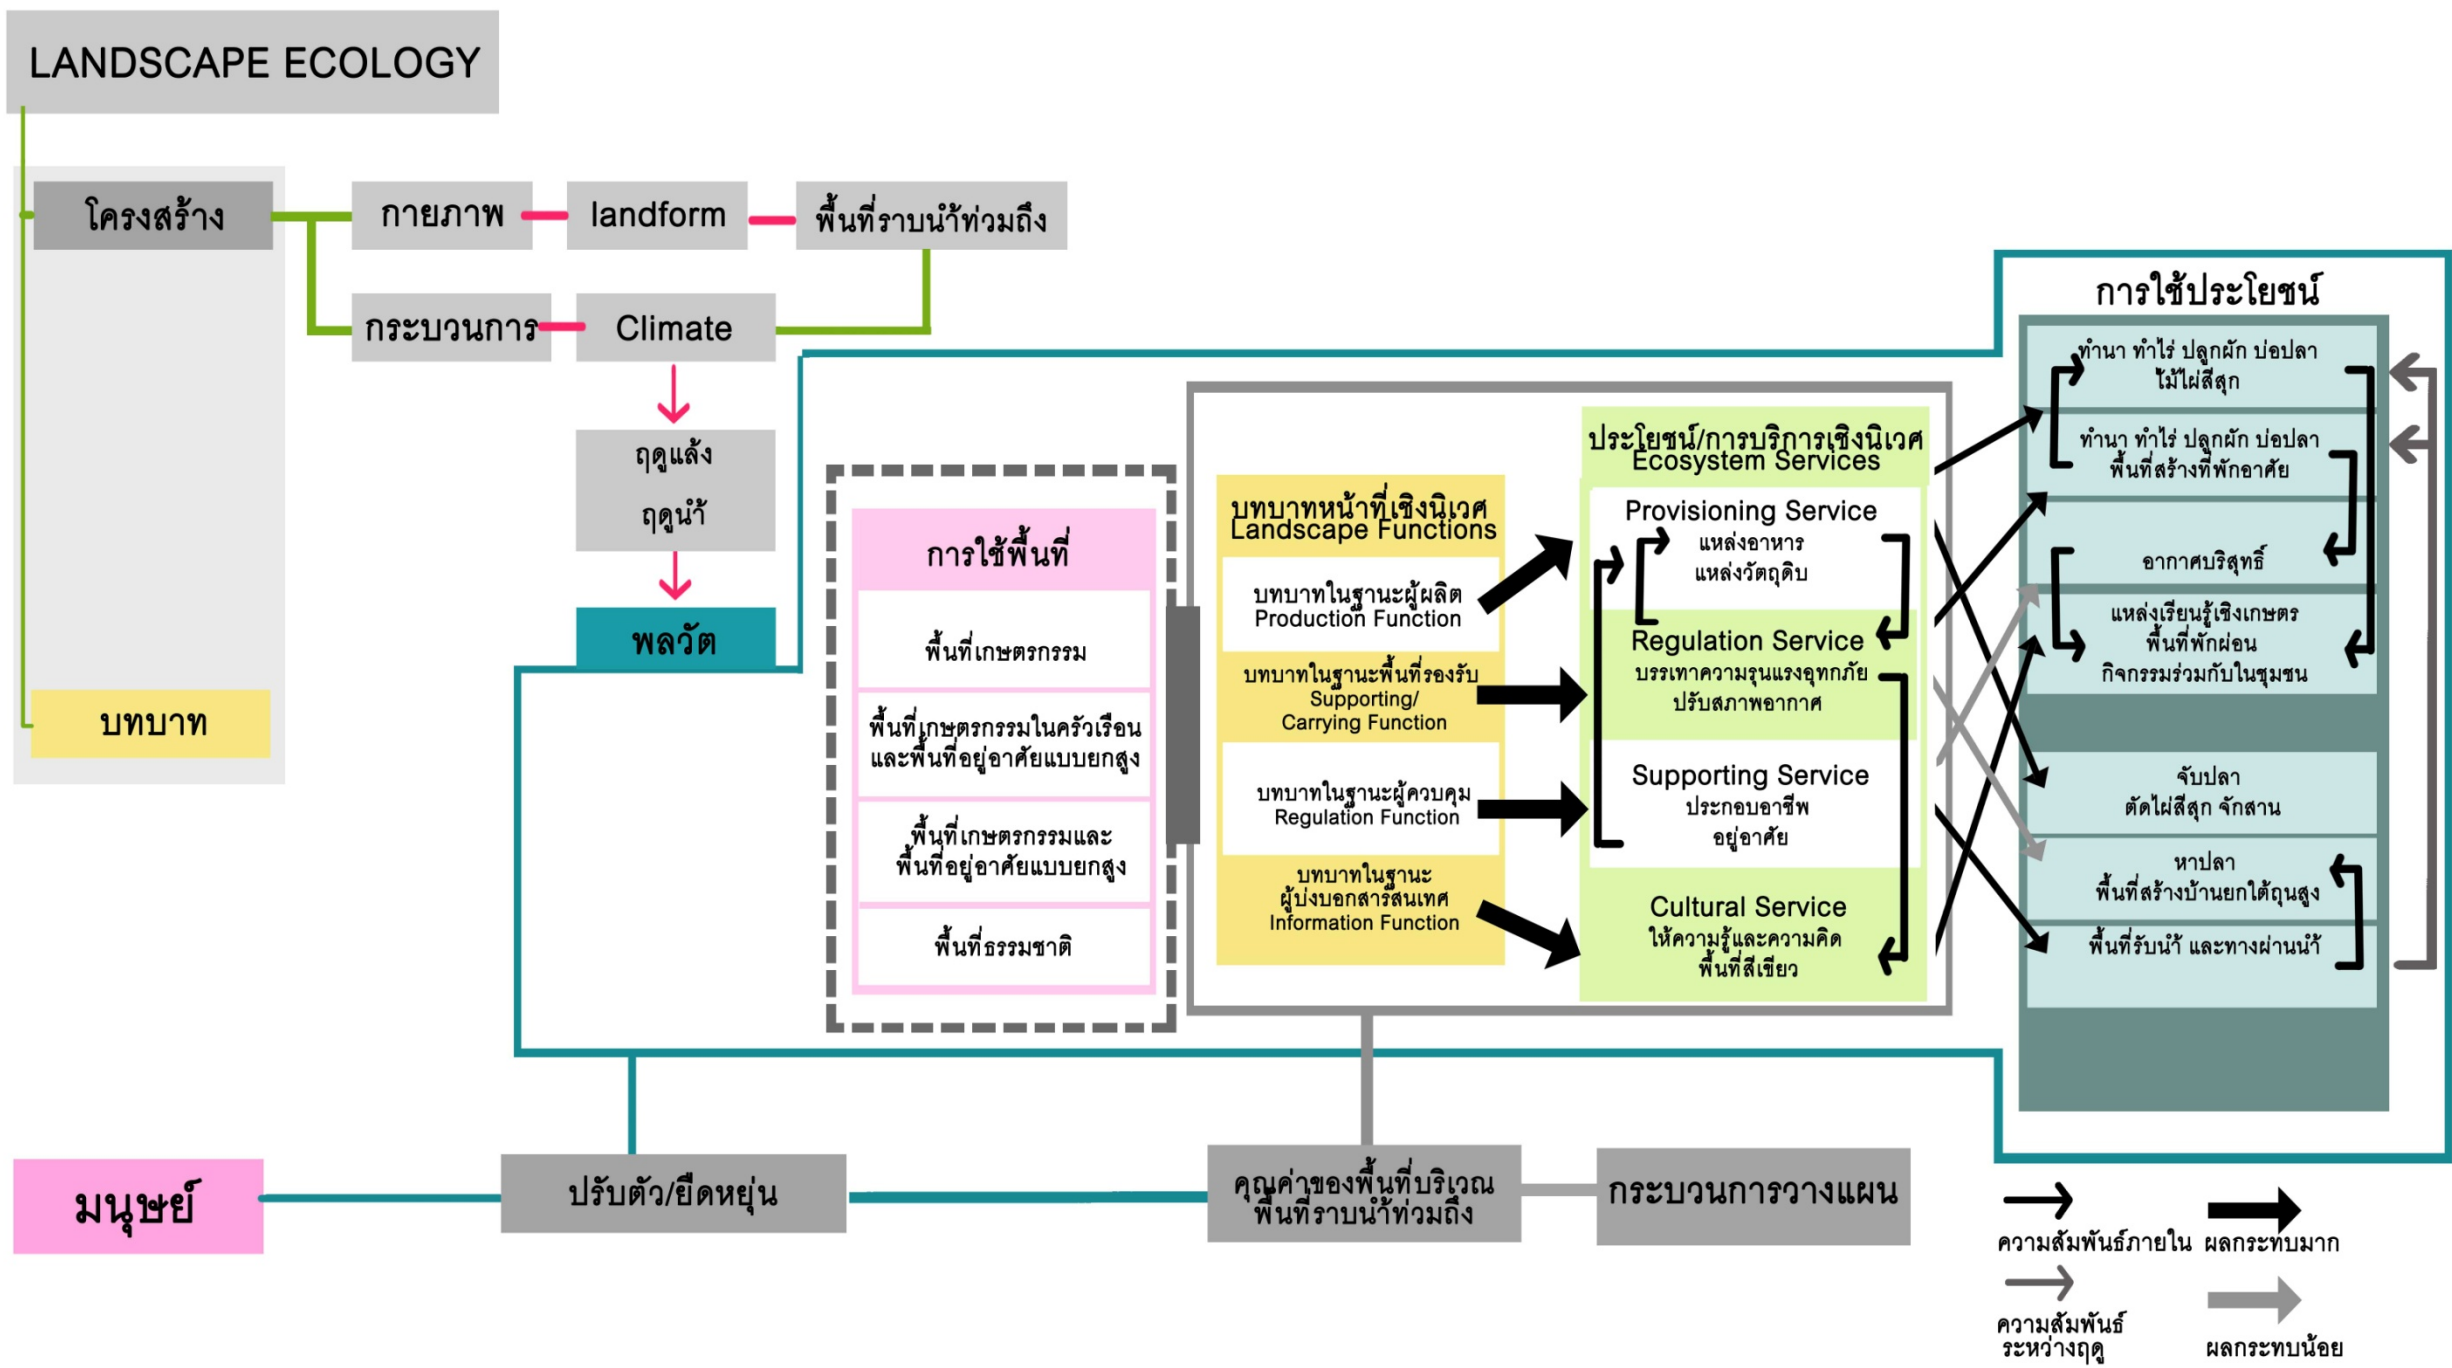 LANDSCAPE ECOLOGY
โครงสร้าง
กายภาพ
landform
พื้นที่ราบน้ำท่วมถึง
กระบวนการ
Climate
ฤดูแล้ง
ฤดูน้ำ
พลวัต
บทบาท
การใช้พื้นที่
พื้นที่เกษตรกรรม
พื้นที่เกษตรกรรมในครัวเรือน
และพื้นที่อยู่อาศัยแบบยกสูง
พื้นที่เกษตรกรรมและ
พื้นที่อยู่อาศัยแบบยกสูง
พื้นที่ธรรมชาติ
บทบาทหน้าที่เชิงนิเวศ
Landscape Functions
บทบาทในฐานะผู้ผลิต
Production Function
บทบาทในฐานะพื้นที่รองรับ
Supporting/
Carrying Function
บทบาทในฐานะผู้ควบคุม
Regulation Function
บทบาทในฐานะ
ผู้บ่งบอกสารสนเทศ
Information Function
ประโยชน์/การบริการเชิงนิเวศ
Ecosystem Services
Provisioning Service
แหล่งอาหาร
แหล่งวัตถุดิบ
Regulation Service
บรรเทาความรุนแรงอุทกภัย
ปรับสภาพอากาศ
Supporting Service
ประกอบอาชีพ
อยู่อาศัย
Cultural Service
ให้ความรู้และความคิด
พื้นที่สีเขียว
การใช้ประโยชน์
ทำนา ทำไร่ ปลูกผัก บ่อปลา
ไม้ไผ่สีสุก
ทำนา ทำไร่ ปลูกผัก บ่อปลา
พื้นที่สร้างที่พักอาศัย
อากาศบริสุทธิ์
แหล่งเรียนรู้เชิงเกษตร
พื้นที่พักผ่อน
กิจกรรมร่วมกับในชุมชน
จับปลา
ตัดไผ่สีสุก จักสาน
หาปลา
พื้นที่สร้างบ้านยกใต้ถุนสูง
พื้นที่รับน้ำ และทางผ่านน้ำ
มนุษย์
ปรับตัว/ยืดหยุ่น
คุณค่าของพื้นที่บริเวณ
พื้นที่ราบน้ำท่วมถึง
กระบวนการวางแผน
ความสัมพันธ์ภายใน
ผลกระทบมาก
ความสัมพันธ์
ระหว่างฤดู
ผลกระทบน้อย